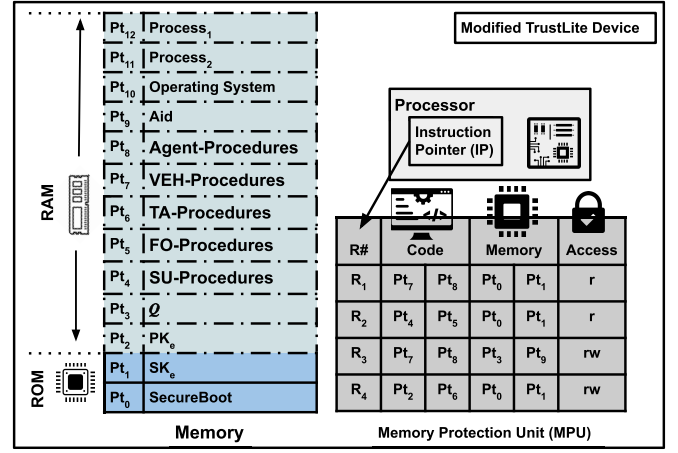 Modified TrustLite Device
Pt12 Process1
Pt11 Process2
Pt10 Operating System
Pt9 Aid
Pt8 Agent-Procedures
Pt7 VEH-Procedures
Pt6 TA-Procedures
Pt5 FO-Procedures
Pt4 SU-Procedures
Pt3 Q
Pt2 PKe
Pt1 SKe
Pt0 SecureBoot
RAM
ROM
Memory
Processor
Instruction
Pointer (IP)
</>
R# Code Memory Access
R1 Pt7 Pt8 Pt0 Pt1 r
R2 Pt4 Pt5 Pt0 Pt1 r
R3 Pt7 Pt8 Pt3 Pt9 rw
R4 Pt2 Pt6 Pt0 Pt1 rw
Memory Protection Unit (MPU)